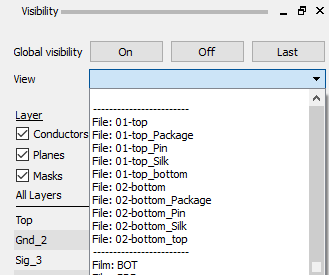 Visibility
Global visibility On Off Last
View
------------------------
File: 01-top
File: 01-top_Package
File: 01-top_Pin
File: 01-top_Silk
File: 01-top_bottom
File: 02-bottom
File: 02-bottom_Package
File: 02-bottom_Pin
File: 02-bottom_Silk
File: 02-bottom_top
------------------------
Film: BOT
Layer
Conductors
Planes
Masks
All Layers
Top
Gnd_2
Sig_3